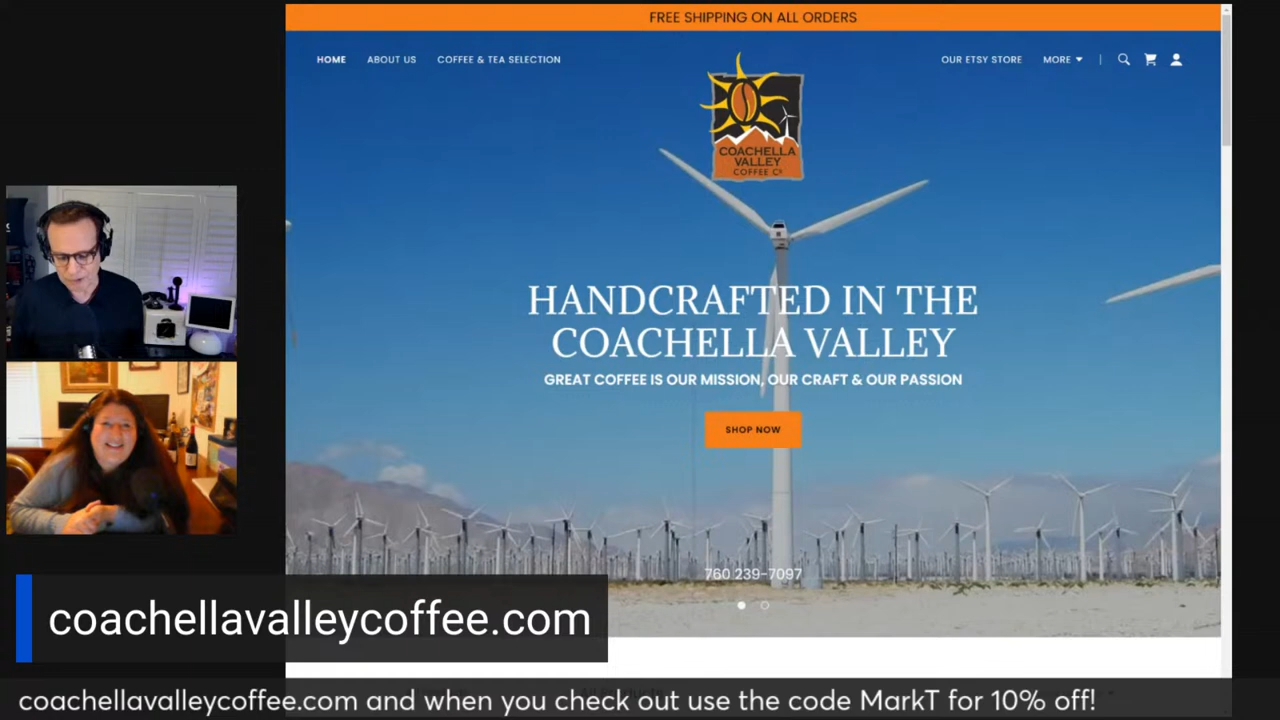 FREE SHIPPING ON ALL ORDERS
HOME ABOUT US COFFEE & TEA SELECTION
OUR ETSY STORE MORE
COACHELLA
VALLEY
COFFEE Co
HANDCRAFTED IN THE
COACHELLA VALLEY
GREAT COFFEE IS OUR MISSION, OUR CRAFT & OUR PASSION
SHOP NOW
760 239-7097
coachellavalleycoffee.com
coachellavalleycoffee.com and when you check out use the code MarkT for 10% off!